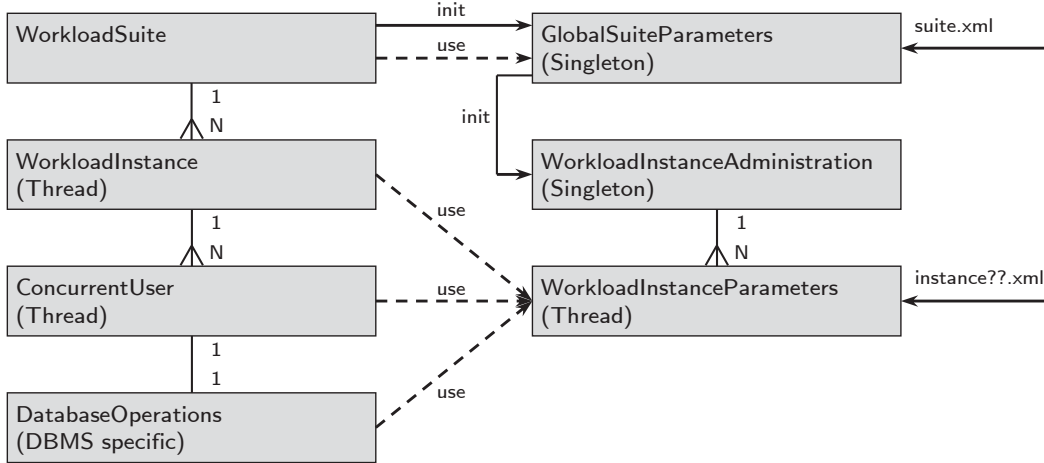 init
WorkloadSuite
GlobalSuiteParameters
(Singleton)
suite.xml
use
1
N
init
WorkloadInstance
(Thread)
WorkloadInstanceAdministration
(Singleton)
use
1
N
1
N
ConcurrentUser
(Thread)
use
WorkloadInstanceParameters
(Thread)
instance??.xml
1
1
use
DatabaseOperations
(DBMS specific)